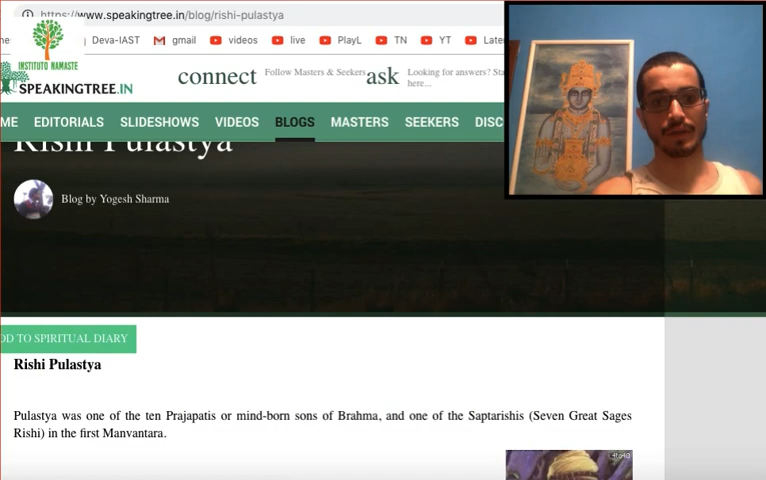 https://www.speakingtree.in/blog/rishi-pulastya
Deva-IAST gmail videos live PlayL TN YT
INSTITUTO NAMASTE
SPEAKINGTREE.IN
connect Follow Masters & Seekers ask Looking for answers?
here...
EDITORIALS SLIDESHOWS VIDEOS BLOGS MASTERS SEEKERS
Rishi Pulastya
Blog by Yogesh Sharma
TO SPIRITUAL DIARY
Rishi Pulastya
Pulastya was one of the ten Prajapatis or mind-born sons of Brahma, and one of the Saptarishis (Seven Great Sages
Rishi) in the first Manvantara.